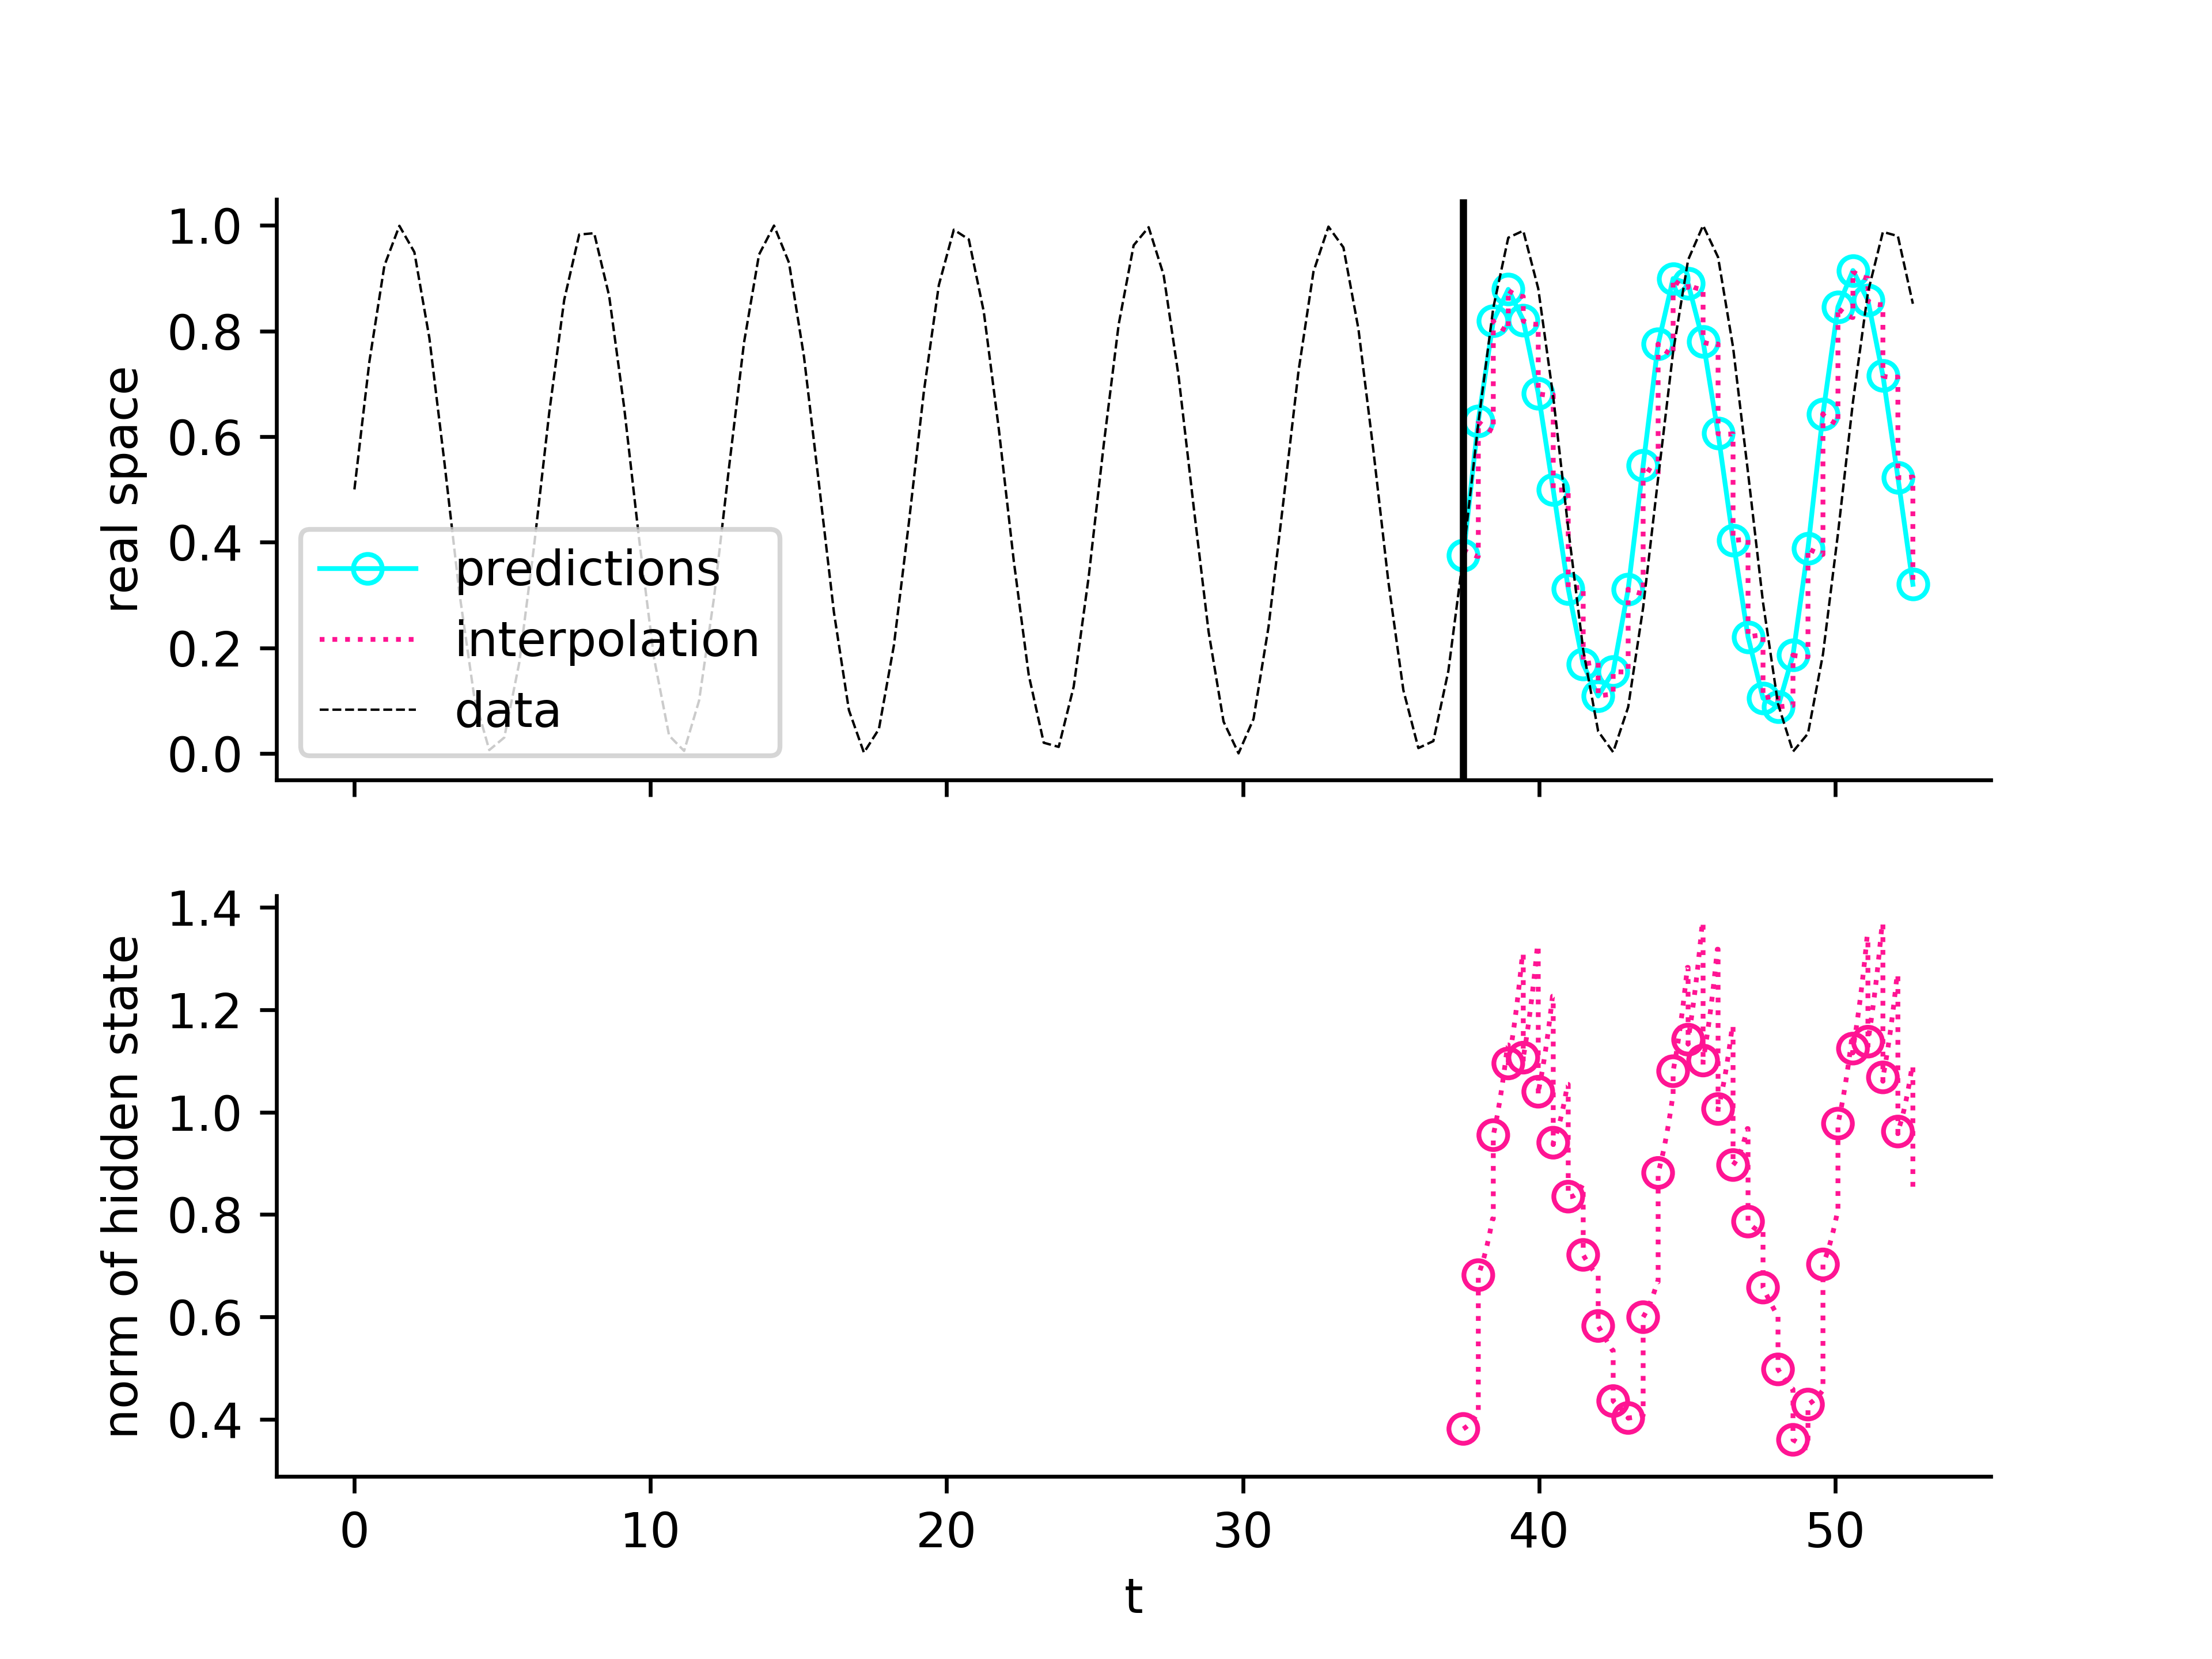 1.0
0.8
0.6
0.4
0.2
0.0
real space
predictions
interpolation
data
1.4
1.2
1.0
0.8
0.6
0.4
norm of hidden state
0 10 20 30 40 50
t